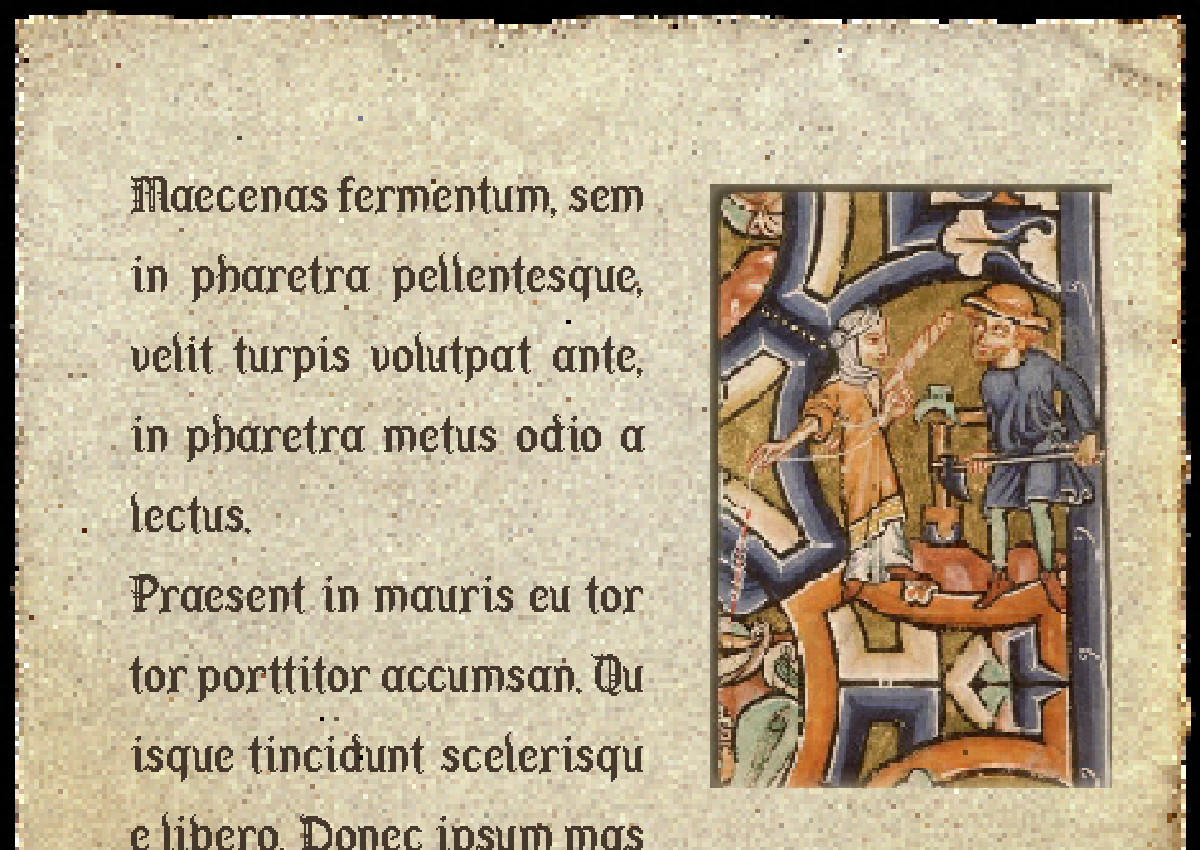 Maecenas fermentum, sem
in pharetra pellentesque,
velit turpis volutpat ante,
in pharetra metus odio a
lectus.
Praesent in mauris eu tor
tor porttitor accumsan. Qu
isque tincidunt scelerisqu
e libero. Donec ipsum mas